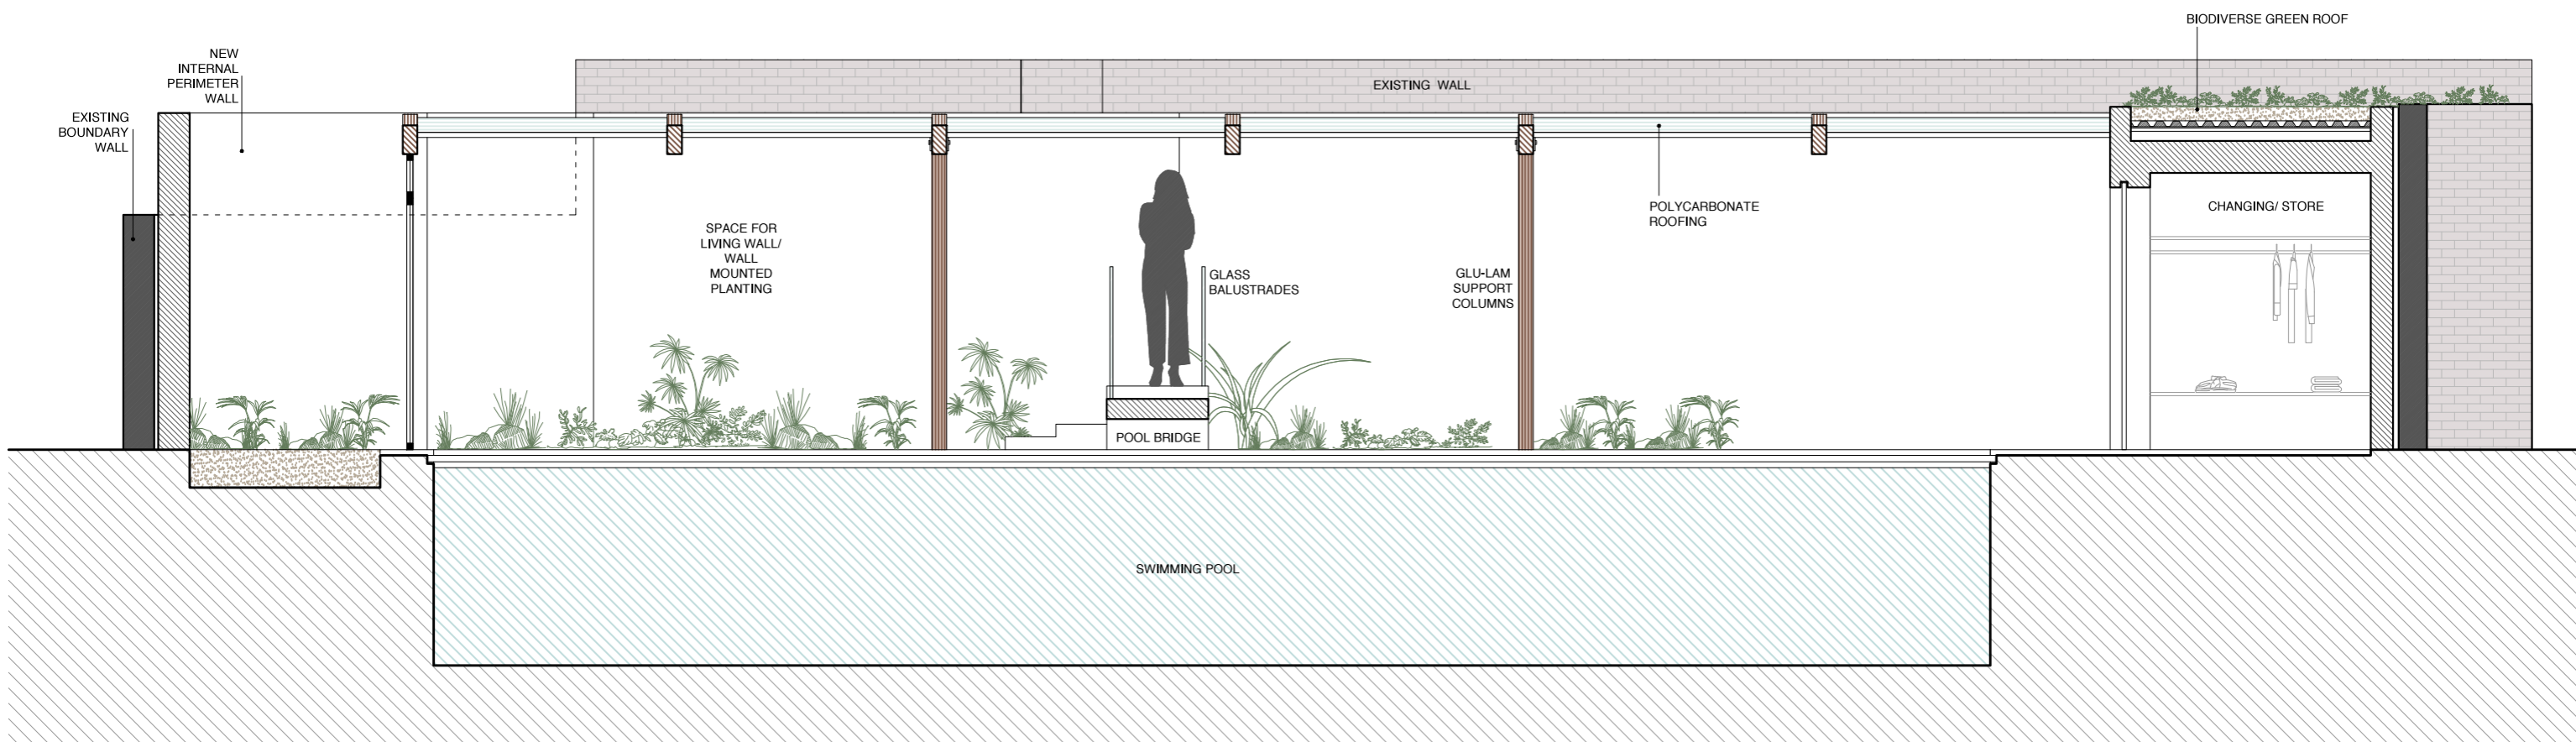 BIODIVERSE GREEN ROOF
NEW
INTERNAL
PERIMETER
WALL
EXISTING WALL
EXISTING
BOUNDARY
WALL
POLYCARBONATE
ROOFING
CHANGING/ STORE
SPACE FOR
LIVING WALL/
WALL
MOUNTED
PLANTING
GLASS
BALUSTRADES
GLU-LAM
SUPPORT
COLUMNS
POOL BRIDGE
SWIMMING POOL